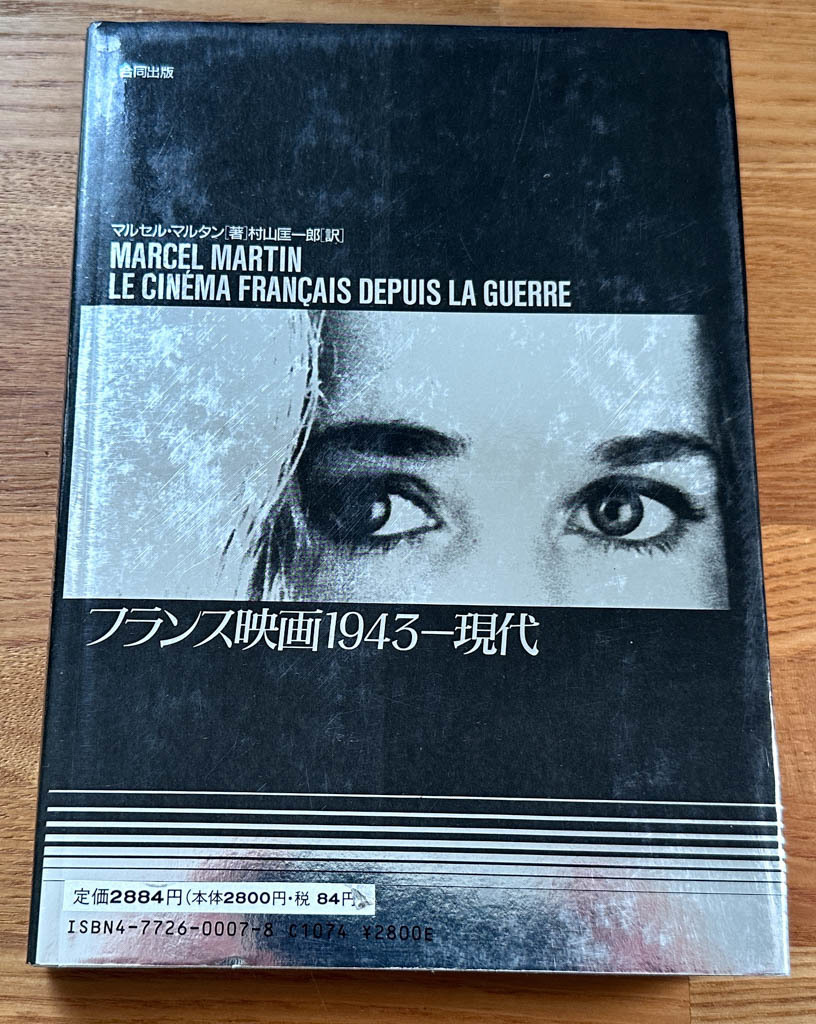 合同出版
マルセル・マルタン[著]村山匡一郎[訳]
MARCEL MARTIN
LE CINÉMA FRANÇAIS DEPUIS LA GUERRE
フランス映画1943—現代
定価2884円(本体2800円・税 84円
ISBN4-7726-0007-8 C1074 ¥2800E